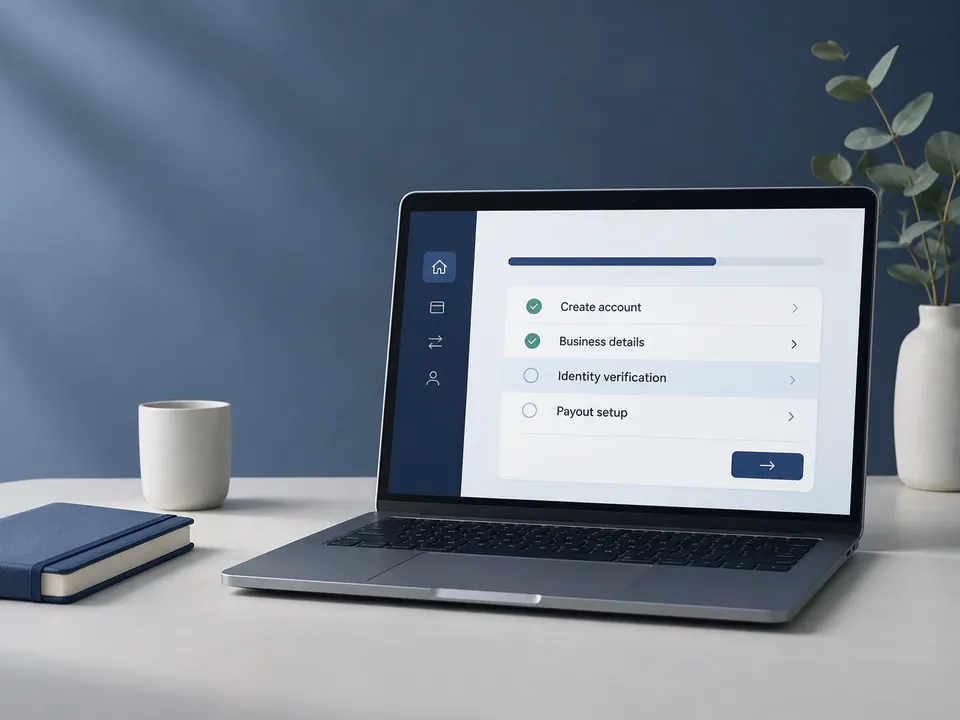 Create account
Business details
Identity verification
Payout setup